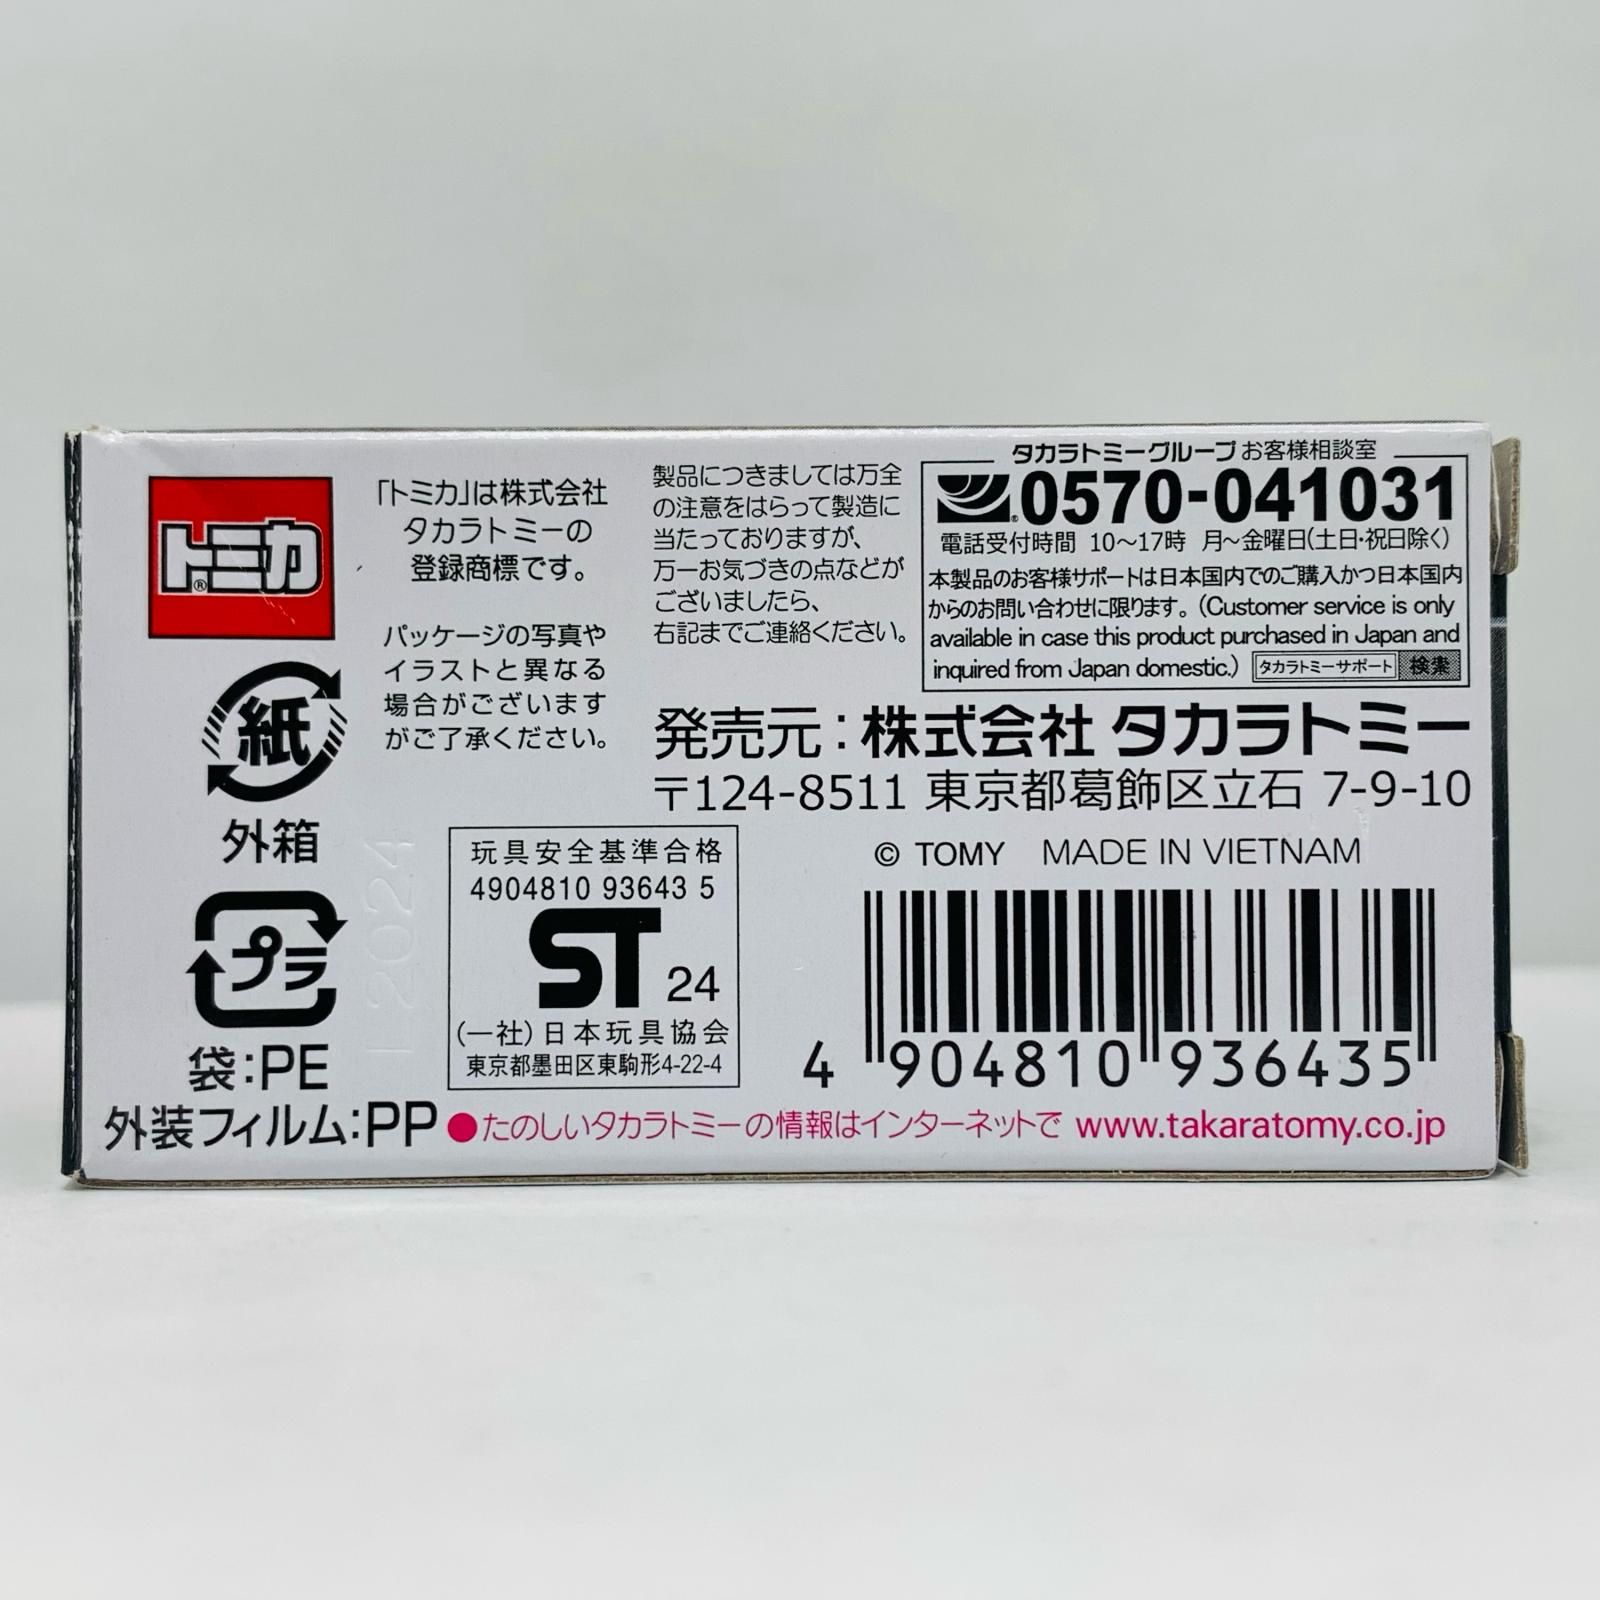 トミカ®
「トミカ」は株式会社
タカラトミーの
登録商標です。
パッケージの写真や
イラストと異なる
場合がございます
がご了承ください。
製品につきましては万全
の注意をはらって製造に
当たっておりますが、
万一お気づきの点などが
ございましたら、
右記までご連絡ください。
タカラトミーグループ お客様相談室
0570-041031
電話受付時間 10〜17時 月〜金曜日(土日・祝日除く)
本製品のお客様サポートは日本国内でのご購入かつ日本国内
からのお問い合わせに限ります。(Customer service is only
available in case this product purchased in Japan and
inquired from Japan domestic.) タカラトミーサポート 検索
発売元:株式会社 タカラトミー
〒124-8511 東京都葛飾区立石 7-9-10
© TOMY MADE IN VIETNAM
紙
外箱
プラ
袋:PE
外装フィルム:PP
L2024
玩具安全基準合格
4904810 93643 5
ST 24
(一社)日本玩具協会
東京都墨田区東駒形4-22-4
4 904810 936435
●たのしいタカラトミーの情報はインターネットで www.takaratomy.co.jp